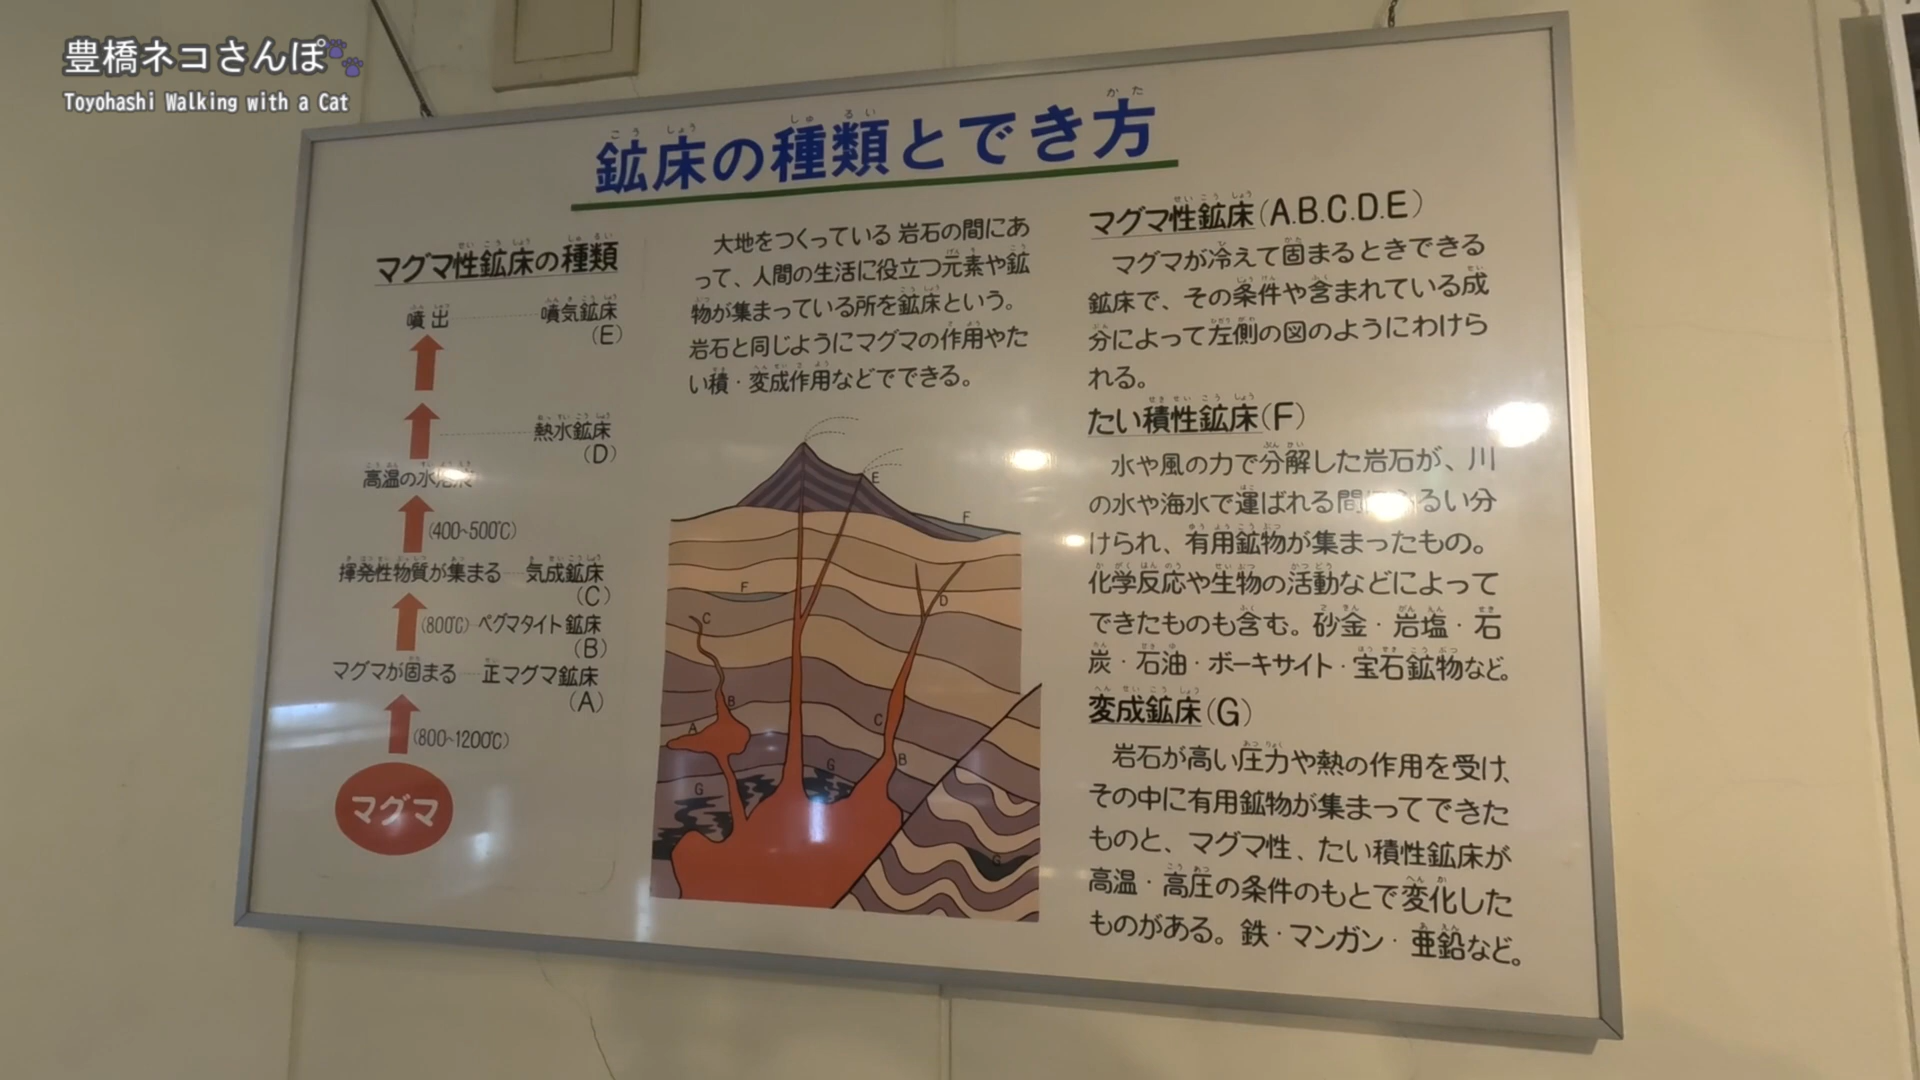 豊橋ネコさんぽ
Toyohashi Walking with a Cat
鉱床の種類とでき方
マグマ性鉱床の種類
噴出 噴気鉱床
(E)
熱水鉱床
(D)
高温の水
(400~500℃)
揮発性物質が集まる 気成鉱床
(C)
(800℃) ペグマタイト鉱床
(B)
マグマが固まる 正マグマ鉱床
(A)
(800~1200℃)
マグマ
大地をつくっている岩石の間にあ
って、人間の生活に役立つ元素や鉱
物が集まっている所を鉱床という。
岩石と同じようにマグマの作用やた
い積・変成作用などでできる。
E
F
F
D
C
B
A
C
B
G
G
G
マグマ性鉱床(A.B.C.D.E)
マグマが冷えて固まるときできる
鉱床で、その条件や含まれている成
分によって左側の図のようにわけら
れる。
たい積性鉱床(F)
水や風の力で分解した岩石が、川
の水や海水で運ばれる間 るい分
けられ、有用鉱物が集まったもの。
化学反応や生物の活動などによって
できたものも含む。砂金・岩塩・石
炭・石油・ボーキサイト・宝石鉱物など。
変成鉱床(G)
岩石が高い圧力や熱の作用を受け、
その中に有用鉱物が集まってできた
ものと、マグマ性、たい積性鉱床が
高温・高圧の条件のもとで変化した
ものがある。鉄・マンガン・亜鉛など。